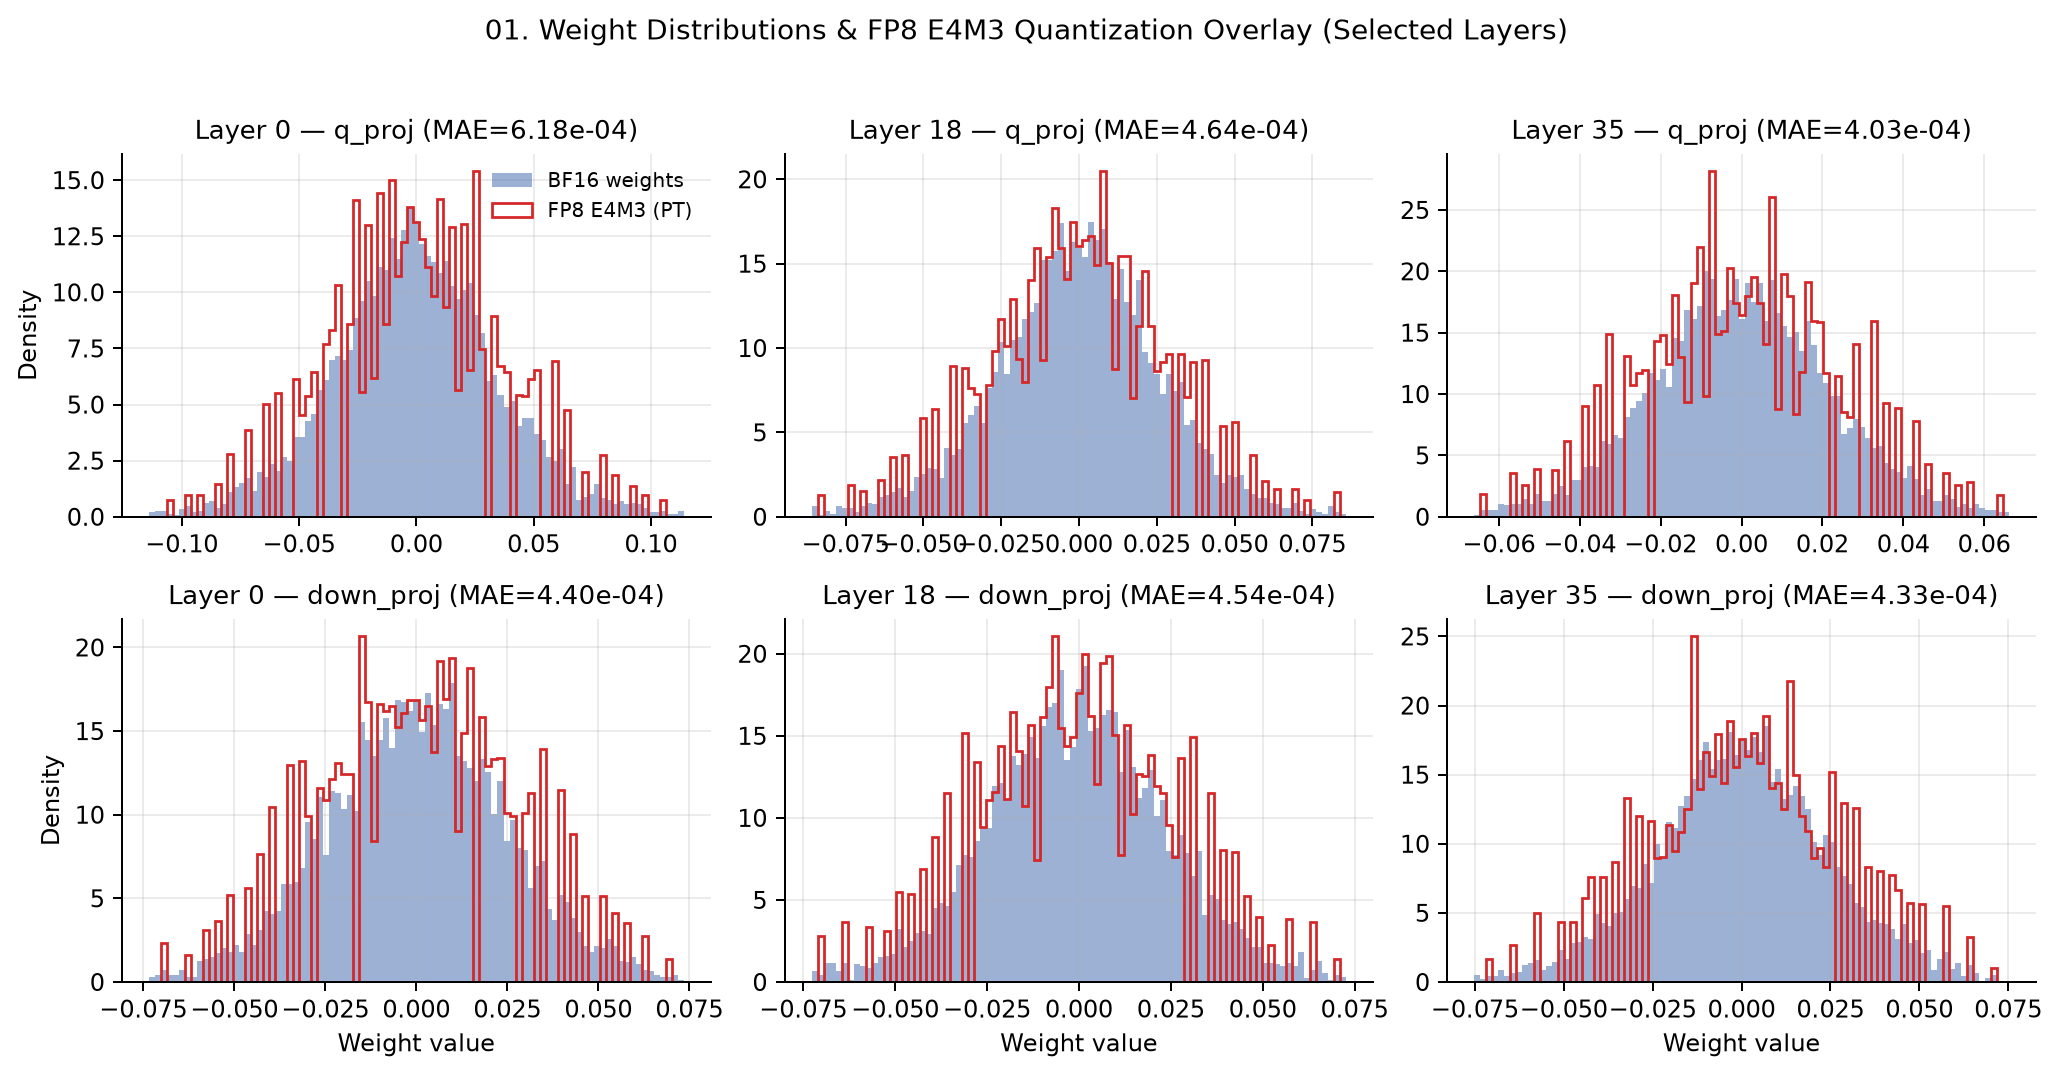 01. Weight Distributions & FP8 E4M3 Quantization Overlay (Selected Layers)
Layer 0 — q_proj (MAE=6.18e-04)
Density
15.0
12.5
10.0
7.5
5.0
2.5
0.0
−0.10 −0.05 0.00 0.05 0.10
BF16 weights
FP8 E4M3 (PT)
Layer 18 — q_proj (MAE=4.64e-04)
20
15
10
5
0
−0.075 −0.050 −0.025 0.000 0.025 0.050 0.075
Layer 35 — q_proj (MAE=4.03e-04)
25
20
15
10
5
0
−0.06 −0.04 −0.02 0.00 0.02 0.04 0.06
Layer 0 — down_proj (MAE=4.40e-04)
Density
20
15
10
5
0
−0.075 −0.050 −0.025 0.000 0.025 0.050 0.075
Weight value
Layer 18 — down_proj (MAE=4.54e-04)
20
15
10
5
0
−0.075 −0.050 −0.025 0.000 0.025 0.050 0.075
Weight value
Layer 35 — down_proj (MAE=4.33e-04)
25
20
15
10
5
0
−0.075 −0.050 −0.025 0.000 0.025 0.050 0.075
Weight value